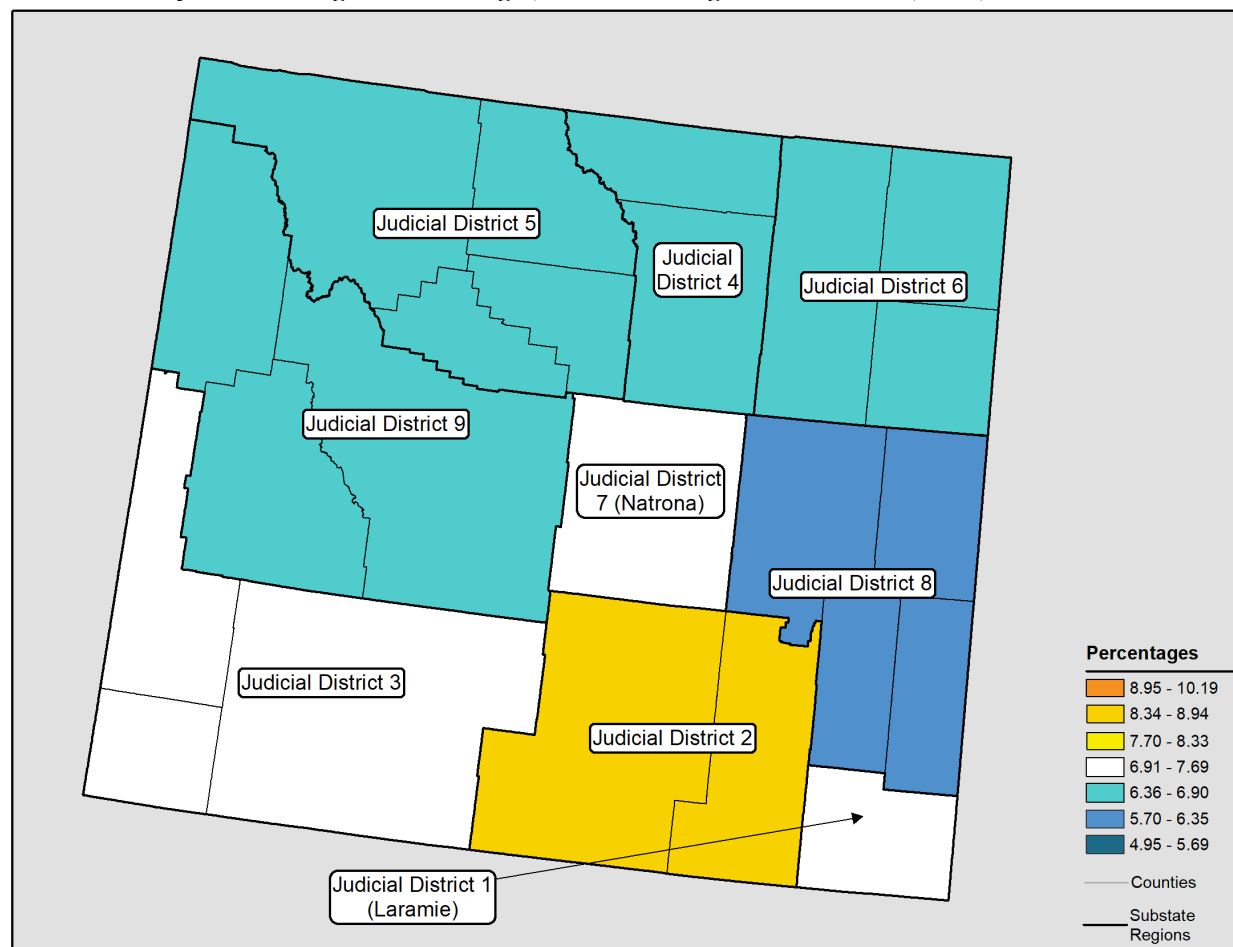 Judicial District 5
Judicial
District 4
Judicial District 6
Judicial District 9
Judicial District
7 (Natrona)
Judicial District 8
Judicial District 3
Judicial District 2
Judicial District 1
(Laramie)
Percentages
8.95 - 10.19
8.34 - 8.94
7.70 - 8.33
6.91 - 7.69
6.36 - 6.90
5.70 - 6.35
4.95 - 5.69
Counties
Substate
Regions